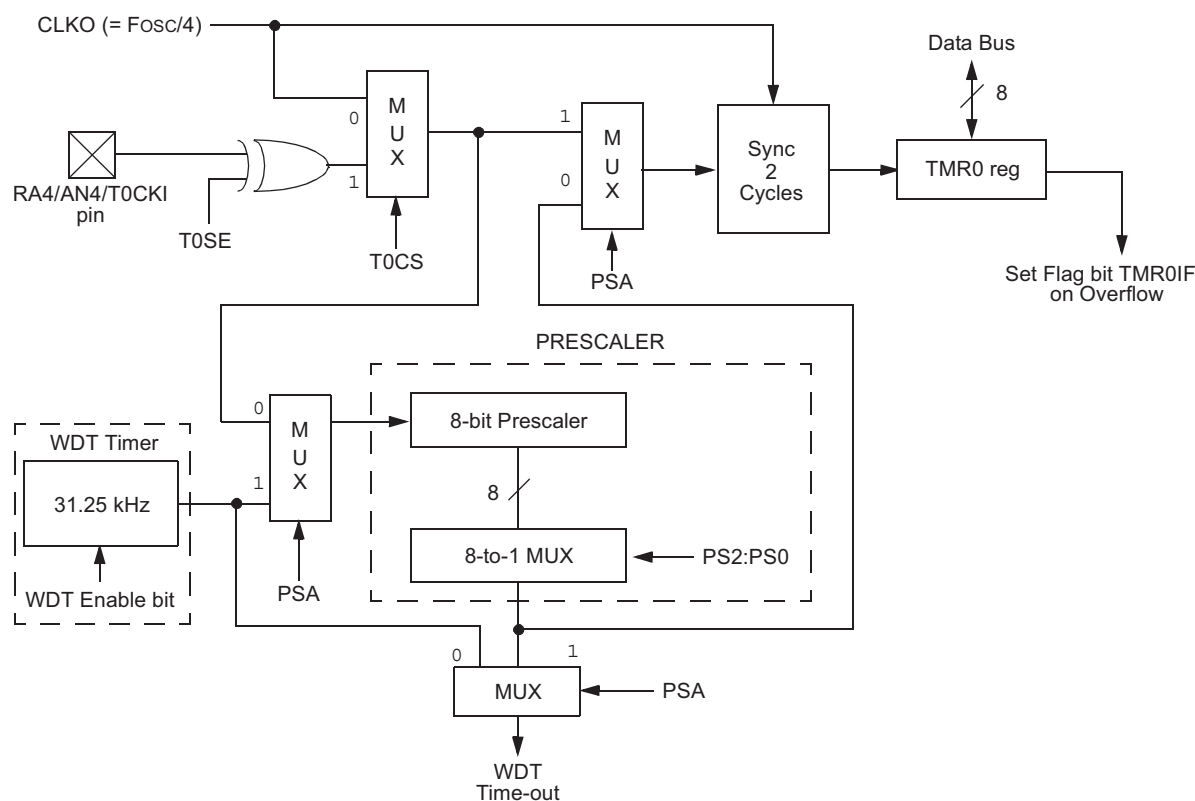 CLKO (= FOSC/4)
Data Bus
8
M
U
X
0
1
RA4/AN4/T0CKI
pin
T0SE
T0CS
1
0
M
U
X
PSA
Sync
2
Cycles
TMR0 reg
Set Flag bit TMR0IF
on Overflow
PRESCALER
0
1
M
U
X
PSA
8-bit Prescaler
8
8-to-1 MUX
PS2:PS0
WDT Timer
31.25 kHz
WDT Enable bit
0
1
MUX
PSA
WDT
Time-out